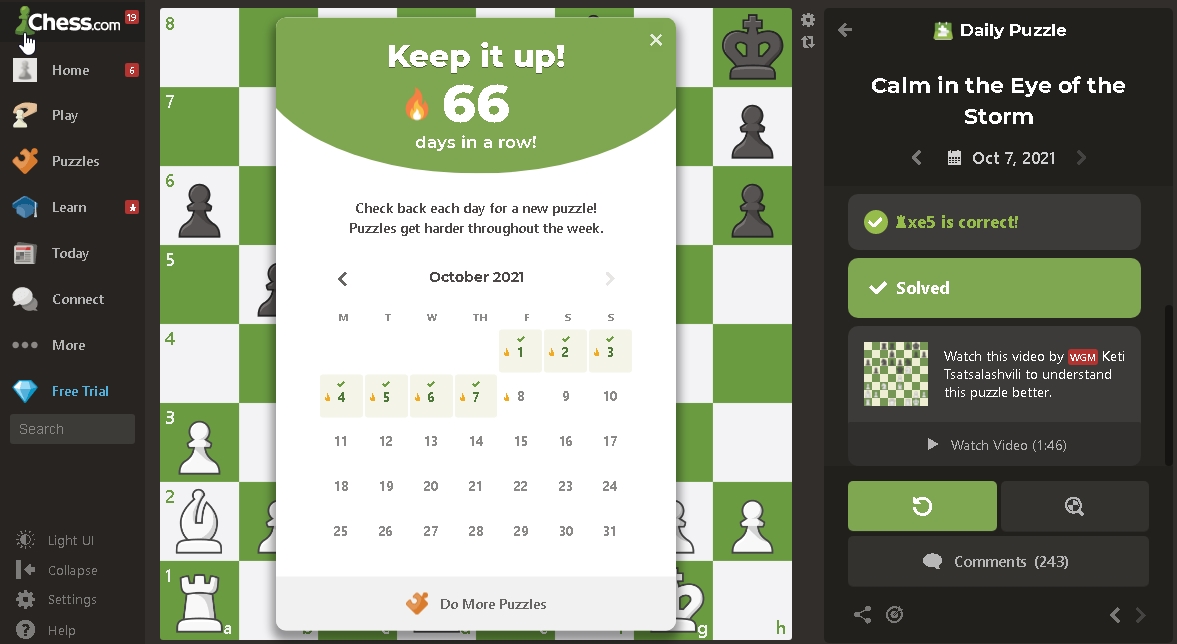 Chess.com 19
Home 6
Play
Puzzles
Learn
Today
Connect
More
Free Trial
Search
Light UI
Collapse
Settings
Help
8
7
6
5
4
3
2
1
a
g
h
Keep it up!
66
days in a row!
Check back each day for a new puzzle!
Puzzles get harder throughout the week.
October 2021
M T W TH F S S
1 2 3
4 5 6 7 8 9 10
11 12 13 14 15 16 17
18 19 20 21 22 23 24
25 26 27 28 29 30 31
Do More Puzzles
Daily Puzzle
Calm in the Eye of the
Storm
Oct 7, 2021
♜xe5 is correct!
Solved
Watch this video by WGM Keti
Tsatsalashvili to understand
this puzzle better.
Watch Video (1:46)
Comments (243)